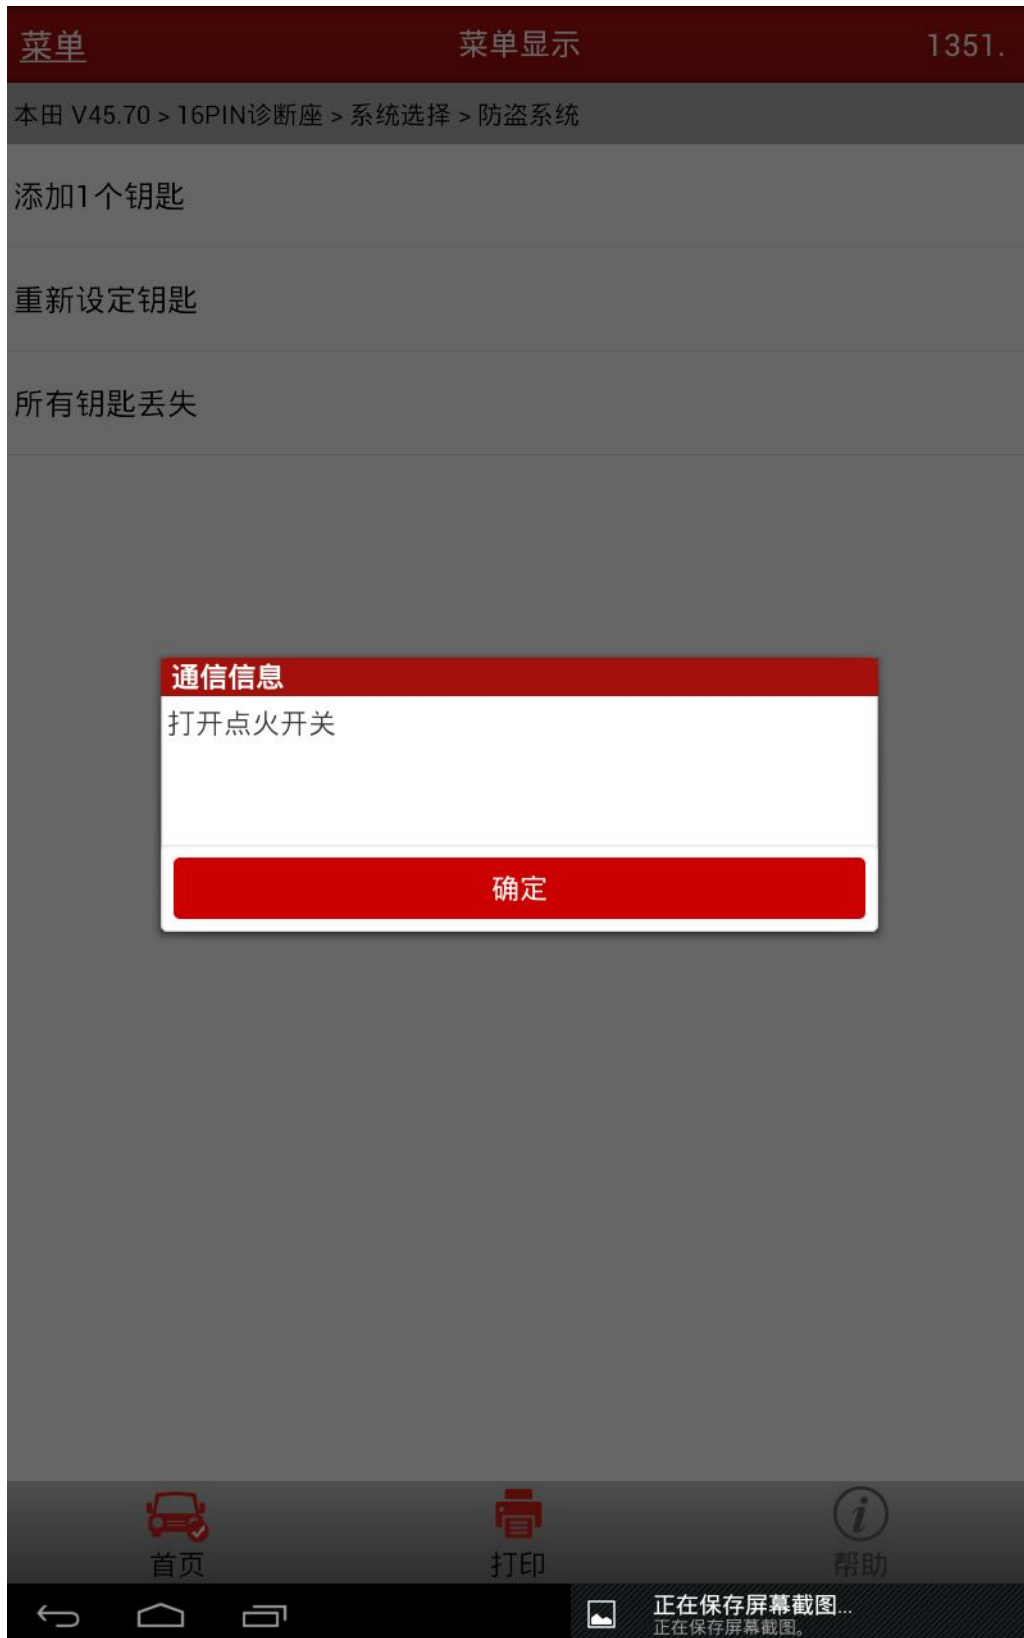 菜单
菜单显示
1351.
本田 V45.70 > 16PIN诊断座 > 系统选择 > 防盗系统
添加1个钥匙
重新设定钥匙
所有钥匙丢失
通信信息
打开点火开关
确定
首页
打印
帮助
正在保存屏幕截图...
正在保存屏幕截图。